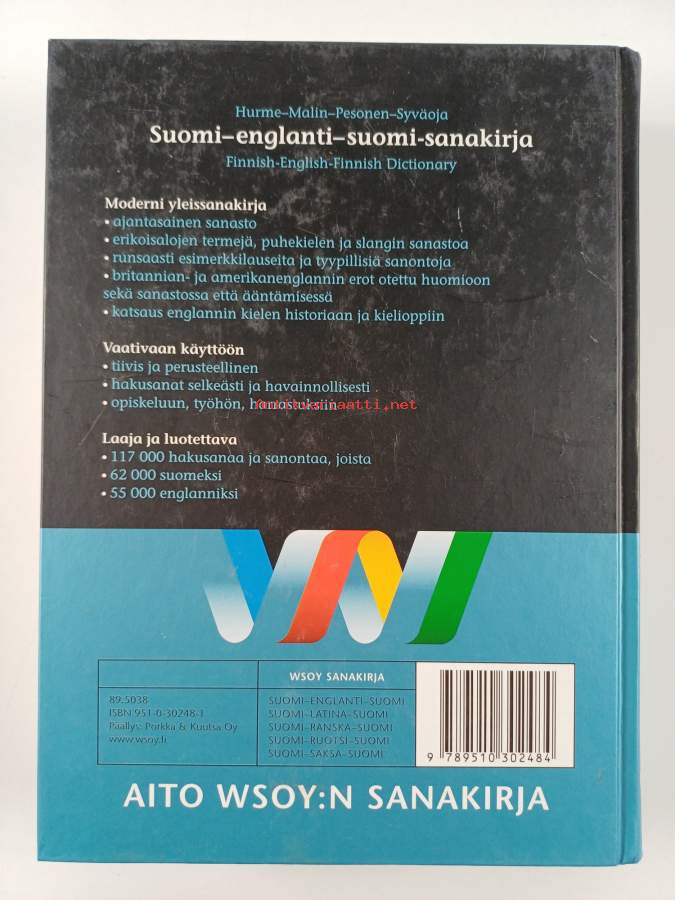 Hurme–Malin–Pesonen–Syväoja
Suomi–englanti–suomi-sanakirja
Finnish-English-Finnish Dictionary
Moderni yleissanakirja
• ajantasainen sanasto
• erikoisalojen termejä, puhekielen ja slangin sanastoa
• runsaasti esimerkkilauseita ja tyypillisiä sanontoja
• britannian- ja amerikanenglannin erot otettu huomioon
sekä sanastossa että ääntämisessä
• katsaus englannin kielen historiaan ja kielioppiin
Vaativaan käyttöön
• tiivis ja perusteellinen
• hakusanat selkeästi ja havainnollisesti
• opiskeluun, työhön, harrastuksiin
Antikvariaatti.net
Laaja ja luotettava
• 117 000 hakusanaa ja sanontaa, joista
• 62 000 suomeksi
• 55 000 englanniksi
WSOY SANAKIRJA
89.5038
ISBN 951-0-30248-1
Päällys: Porkka & Kuutsa Oy
www.wsoy.fi
SUOMI–ENGLANTI–SUOMI
SUOMI–LATINA–SUOMI
SUOMI–RANSKA–SUOMI
SUOMI–RUOTSI–SUOMI
SUOMI–SAKSA–SUOMI
9 789510 302484
AITO WSOY:N SANAKIRJA